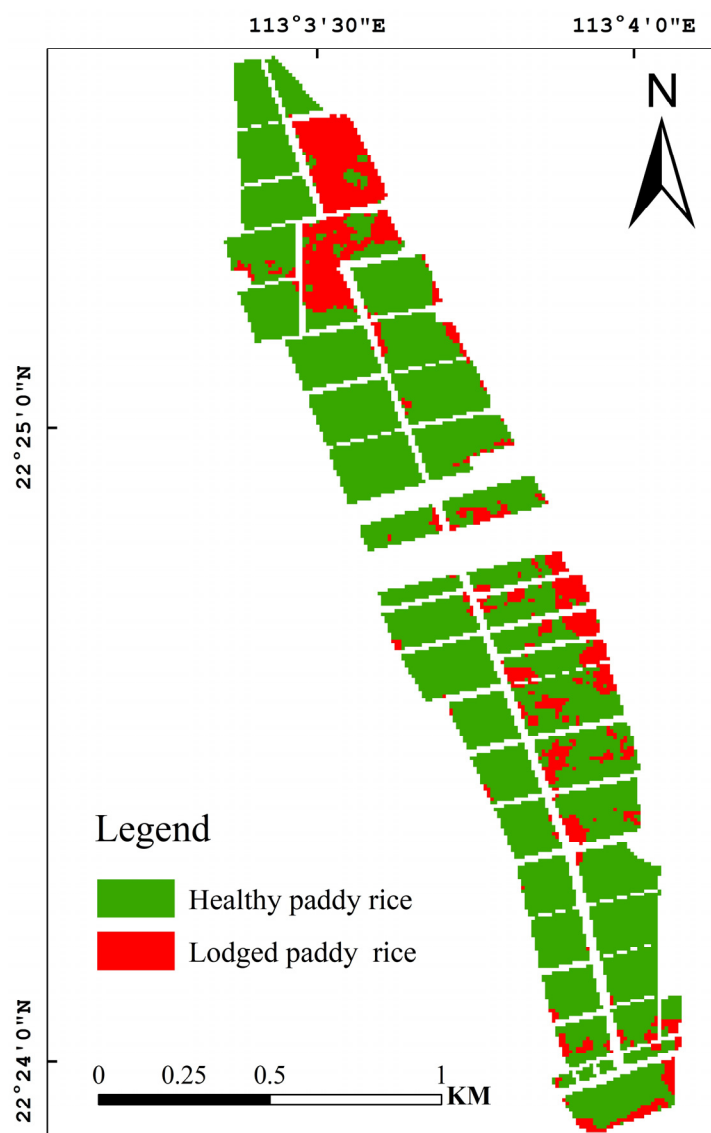 113°3'30"E 113°4'0"E
N
22°25'0"N
Legend
Healthy paddy rice
Lodged paddy rice
22°24'0"N
0 0.25 0.5 1
KM